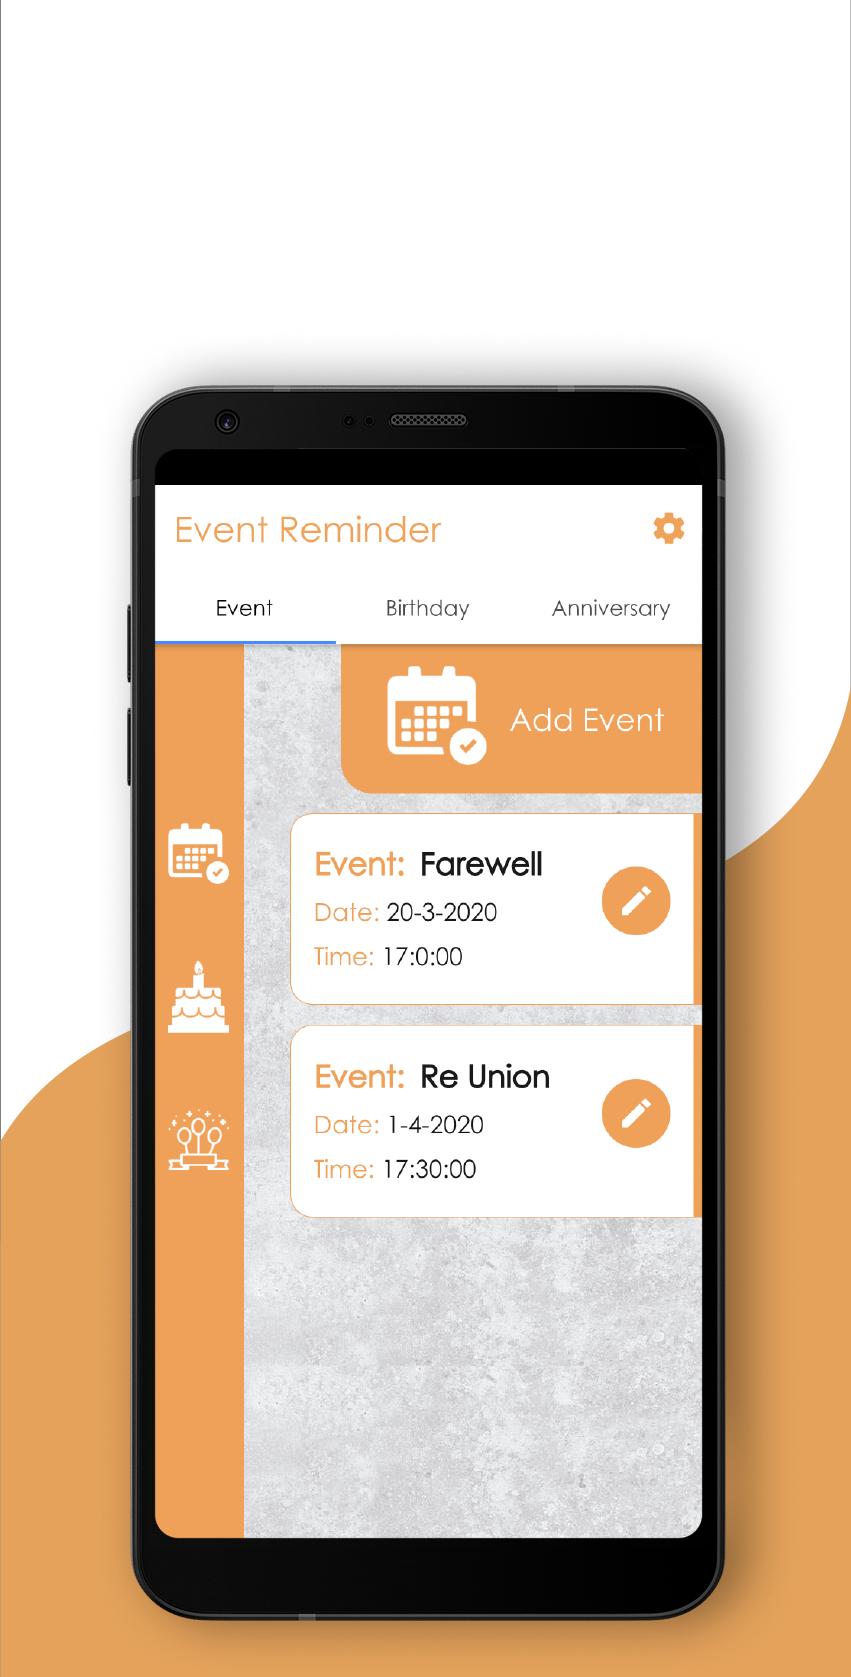 Event Reminder
Event Birthday Anniversary
Add Event
Event: Farewell
Date: 20-3-2020
Time: 17:0:00
Event: Re Union
Date: 1-4-2020
Time: 17:30:00